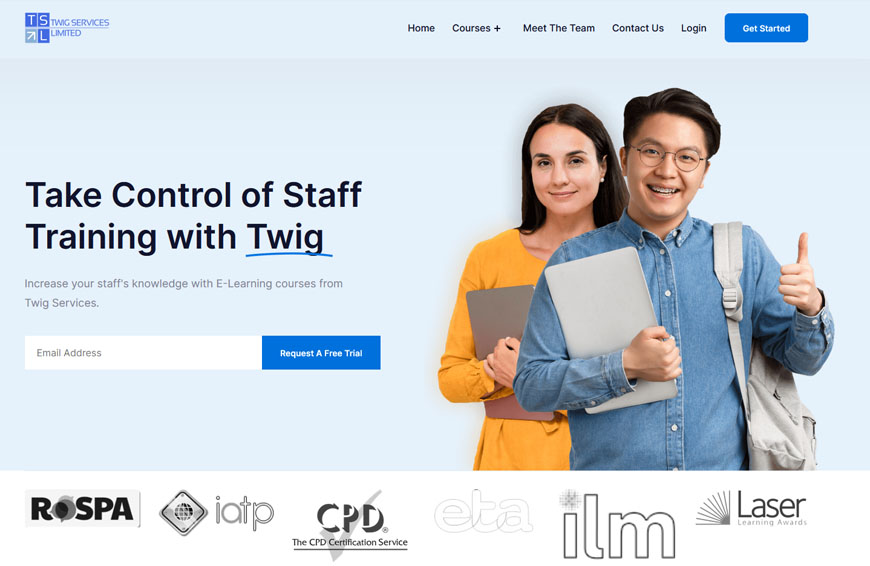 TS
SL
TWIG SERVICES
LIMITED
Home
Courses +
Meet The Team
Contact Us
Login
Get Started
Take Control of Staff
Training with Twig
Increase your staff's knowledge with E-Learning courses from
Twig Services.
Email Address
Request A Free Trial
ROSPA
iatp
CPD®
The CPD Certification Service
eta
ilm
Laser
Learning Awards